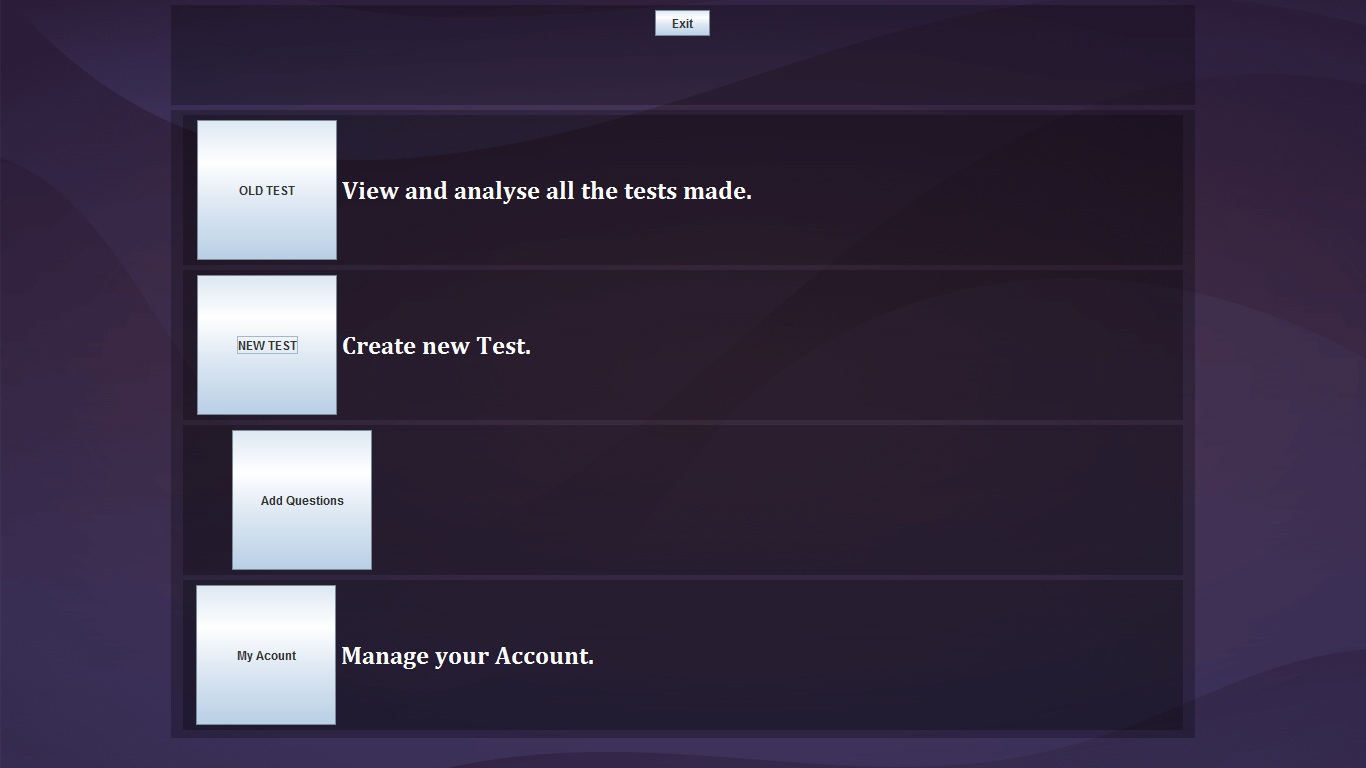 Exit
OLD TEST
View and analyse all the tests made.
NEW TEST
Create new Test.
Add Questions
My Acount
Manage your Account.